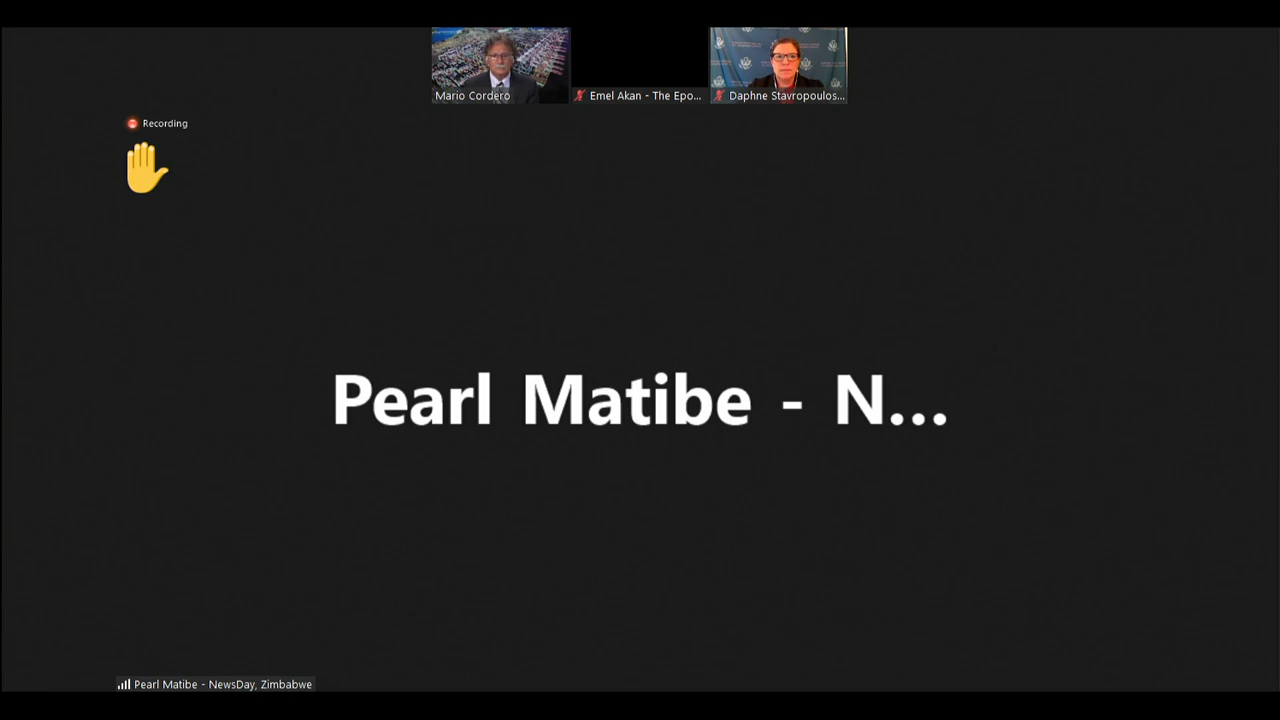 Mario Cordero
Emel Akan - The Epo...
Daphne Stavropoulos...
Recording
Pearl Matibe - N...
Pearl Matibe - NewsDay, Zimbabwe